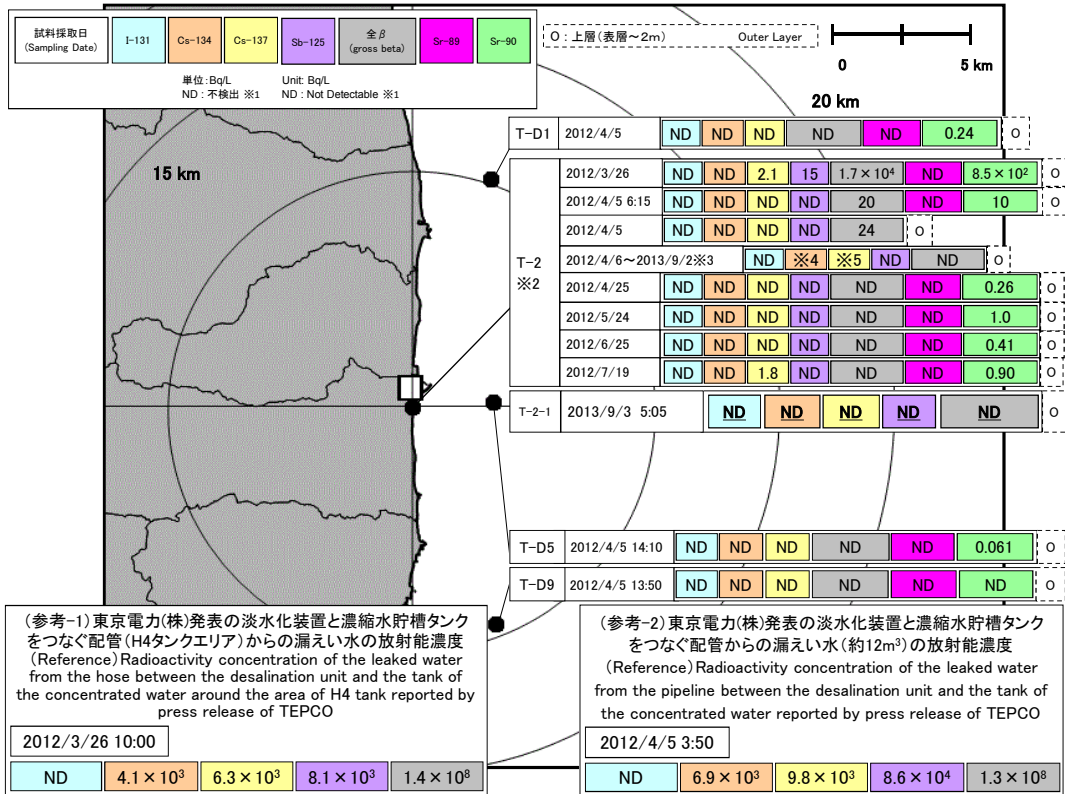 試料採取日 (Sampling Date) I-131 Cs-134 Cs-137 Sb-125 全β (gross beta) Sr-89 Sr-90
単位:Bq/L Unit: Bq/L
ND : 不検出 ※1 ND : Not Detectable ※1
O : 上層(表層~2m) Outer Layer
0 5 km
20 km
15 km
T-D1 2012/4/5 ND ND ND ND ND 0.24 O
T-2 ※2
2012/3/26 ND ND 2.1 15 1.7×10⁴ ND 8.5×10² O
2012/4/5 6:15 ND ND ND ND 20 ND 10 O
2012/4/5 ND ND ND ND 24 O
2012/4/6~2013/9/2※3 ND ※4 ※5 ND ND O
2012/4/25 ND ND ND ND ND ND 0.26 O
2012/5/24 ND ND ND ND ND ND 1.0 O
2012/6/25 ND ND ND ND ND ND 0.41 O
2012/7/19 ND ND 1.8 ND ND ND 0.90 O
T-2-1 2013/9/3 5:05 ND ND ND ND ND O
T-D5 2012/4/5 14:10 ND ND ND ND ND 0.061 O
T-D9 2012/4/5 13:50 ND ND ND ND ND ND O
(参考-1)東京電力(株)発表の淡水化装置と濃縮水貯槽タンク
をつなぐ配管(H4タンクエリア)からの漏えい水の放射能濃度
(Reference)Radioactivity concentration of the leaked water
from the hose between the desalination unit and the tank of
the concentrated water around the area of H4 tank reported by
press release of TEPCO
2012/3/26 10:00
ND 4.1×10³ 6.3×10³ 8.1×10³ 1.4×10⁸
(参考-2)東京電力(株)発表の淡水化装置と濃縮水貯槽タンク
をつなぐ配管からの漏えい水(約12m³)の放射能濃度
(Reference)Radioactivity concentration of the leaked water
from the pipeline between the desalination unit and the tank of
the concentrated water reported by press release of TEPCO
2012/4/5 3:50
ND 6.9×10³ 9.8×10³ 8.6×10⁴ 1.3×10⁸